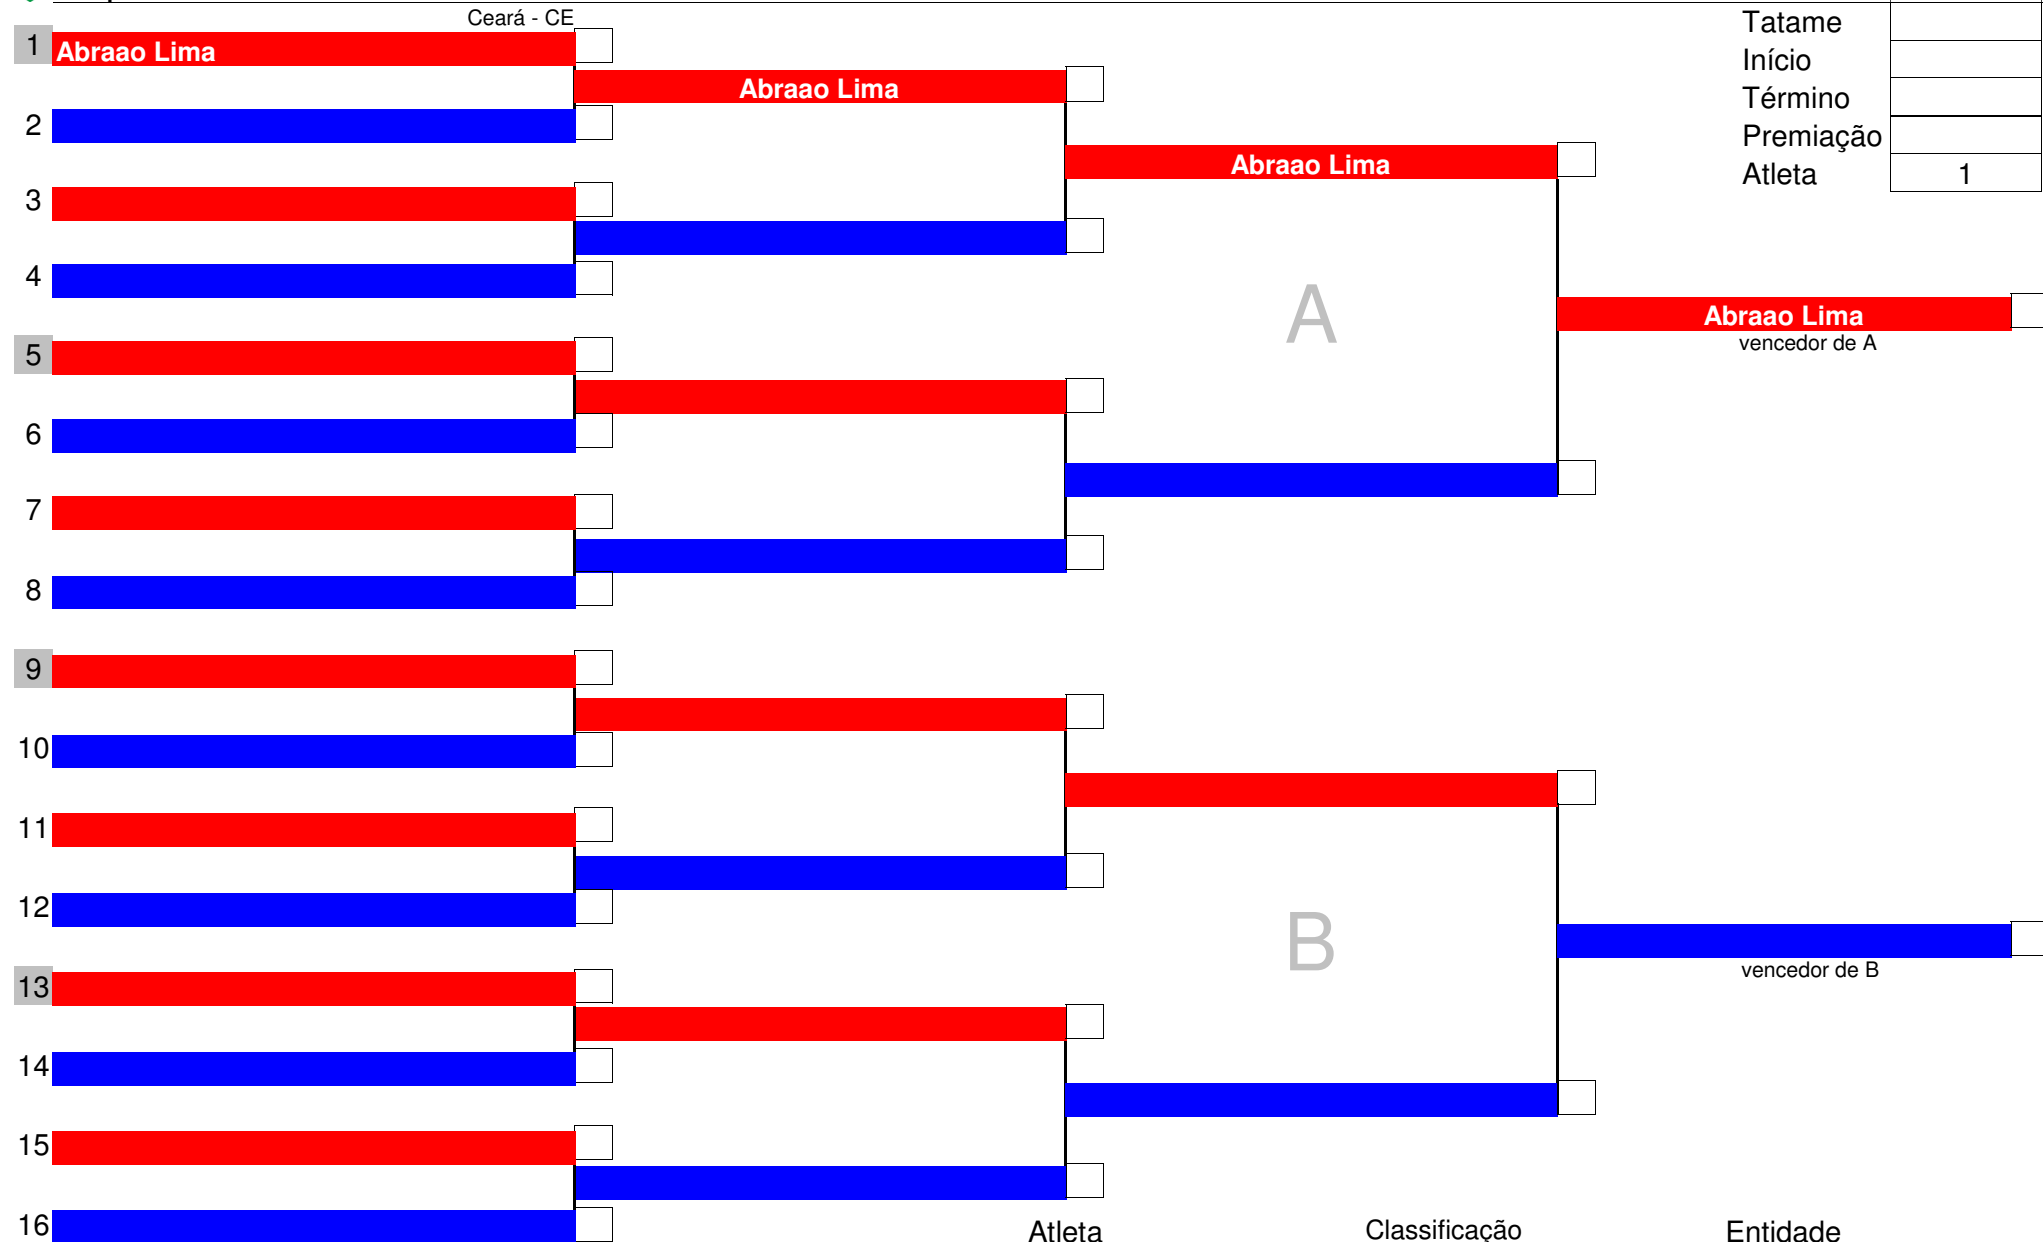 Ceará - CE
Tatame
1 Abraao Lima
Início
Abraao Lima
Término
2
Premiação
Abraao Lima
Atleta 1
3
4
A
Abraao Lima
vencedor de A
5
6
7
8
9
10
11
12
B
vencedor de B
13
14
15
16
Atleta Classificação Entidade